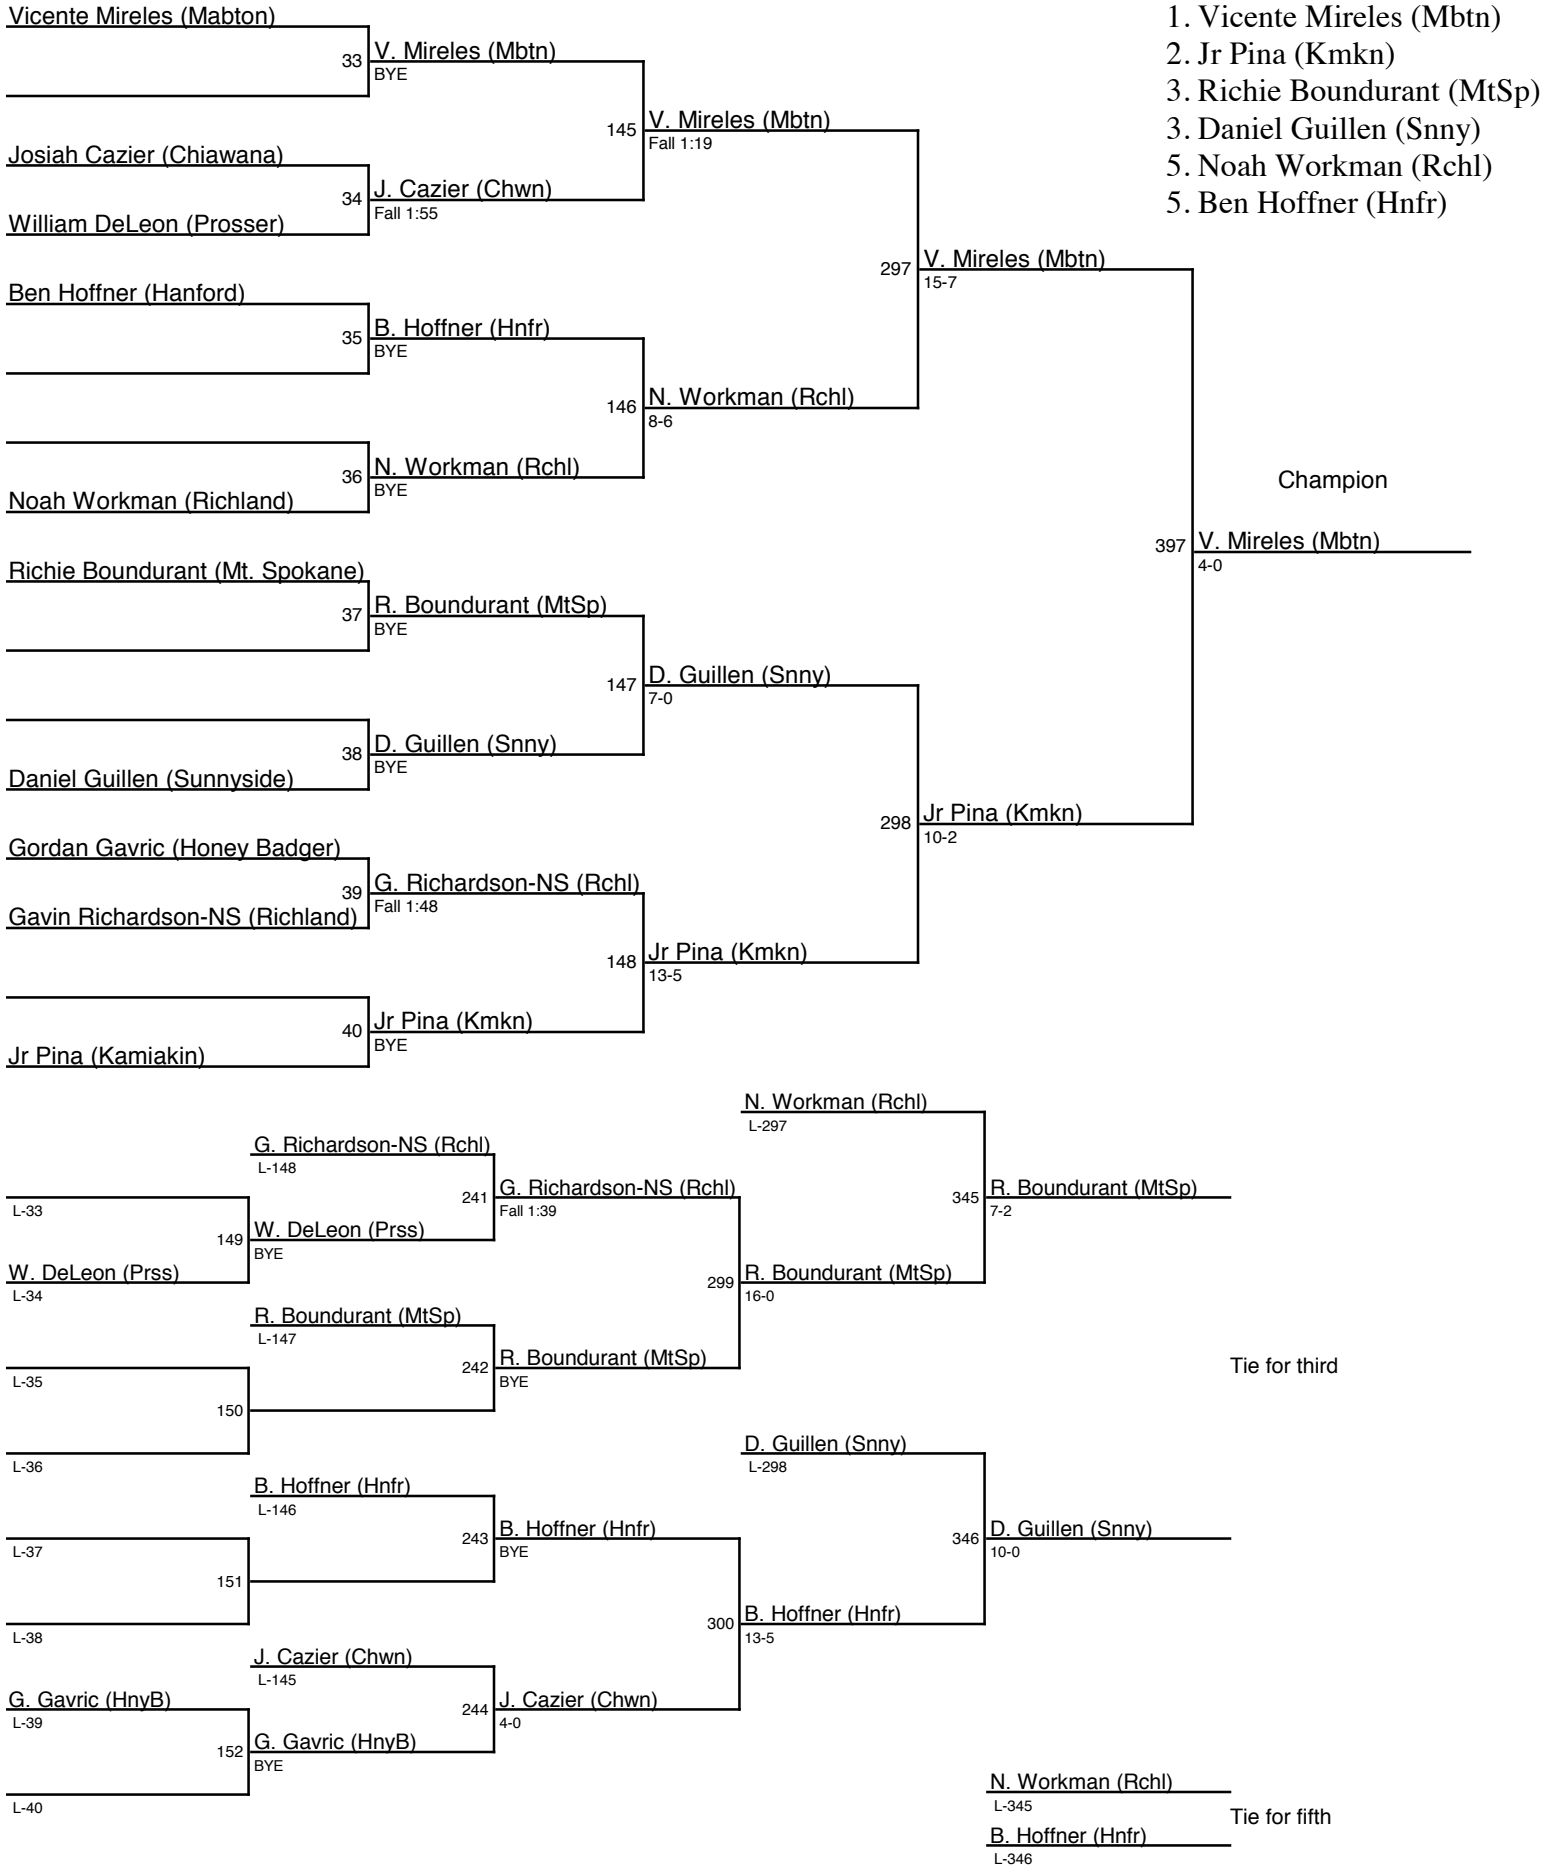 Vicente Mireles (Mabton)
33
V. Mireles (Mbtn)
BYE
145
V. Mireles (Mbtn)
Fall 1:19
Josiah Cazier (Chiawana)
34
J. Cazier (Chwn)
Fall 1:55
William DeLeon (Prosser)
297
V. Mireles (Mbtn)
15-7
Ben Hoffner (Hanford)
35
B. Hoffner (Hnfr)
BYE
146
N. Workman (Rchl)
8-6
36
N. Workman (Rchl)
BYE
Noah Workman (Richland)
1. Vicente Mireles (Mbtn)
2. Jr Pina (Kmkn)
3. Richie Boundurant (MtSp)
3. Daniel Guillen (Snny)
5. Noah Workman (Rchl)
5. Ben Hoffner (Hnfr)
Champion
397
V. Mireles (Mbtn)
4-0
Richie Boundurant (Mt. Spokane)
37
R. Boundurant (MtSp)
BYE
147
D. Guillen (Snny)
7-0
38
D. Guillen (Snny)
BYE
Daniel Guillen (Sunnyside)
298
Jr Pina (Kmkn)
10-2
Gordan Gavric (Honey Badger)
39
G. Richardson-NS (Rchl)
Fall 1:48
Gavin Richardson-NS (Richland)
148
Jr Pina (Kmkn)
13-5
40
Jr Pina (Kmkn)
BYE
Jr Pina (Kamiakin)
N. Workman (Rchl)
L-297
G. Richardson-NS (Rchl)
L-148
241
G. Richardson-NS (Rchl)
Fall 1:39
345
R. Boundurant (MtSp)
7-2
L-33
149
W. DeLeon (Prss)
BYE
W. DeLeon (Prss)
L-34
299
R. Boundurant (MtSp)
16-0
R. Boundurant (MtSp)
L-147
242
R. Boundurant (MtSp)
BYE
Tie for third
L-35
150
L-36
D. Guillen (Snny)
L-298
B. Hoffner (Hnfr)
L-146
243
B. Hoffner (Hnfr)
BYE
346
D. Guillen (Snny)
10-0
L-37
151
L-38
300
B. Hoffner (Hnfr)
13-5
J. Cazier (Chwn)
L-145
244
J. Cazier (Chwn)
4-0
G. Gavric (HnyB)
L-39
152
G. Gavric (HnyB)
BYE
L-40
N. Workman (Rchl)
L-345
Tie for fifth
B. Hoffner (Hnfr)
L-346